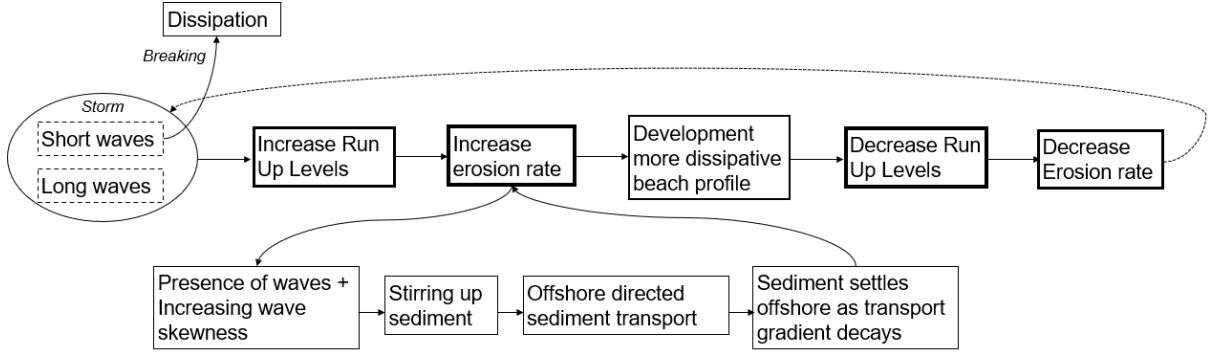 Dissipation
Breaking
Storm
Short waves
Long waves
Increase Run
Up Levels
Increase
erosion rate
Development
more dissipative
beach profile
Decrease Run
Up Levels
Decrease
Erosion rate
Presence of waves +
Increasing wave
skewness
Stirring up
sediment
Offshore directed
sediment transport
Sediment settles
offshore as transport
gradient decays